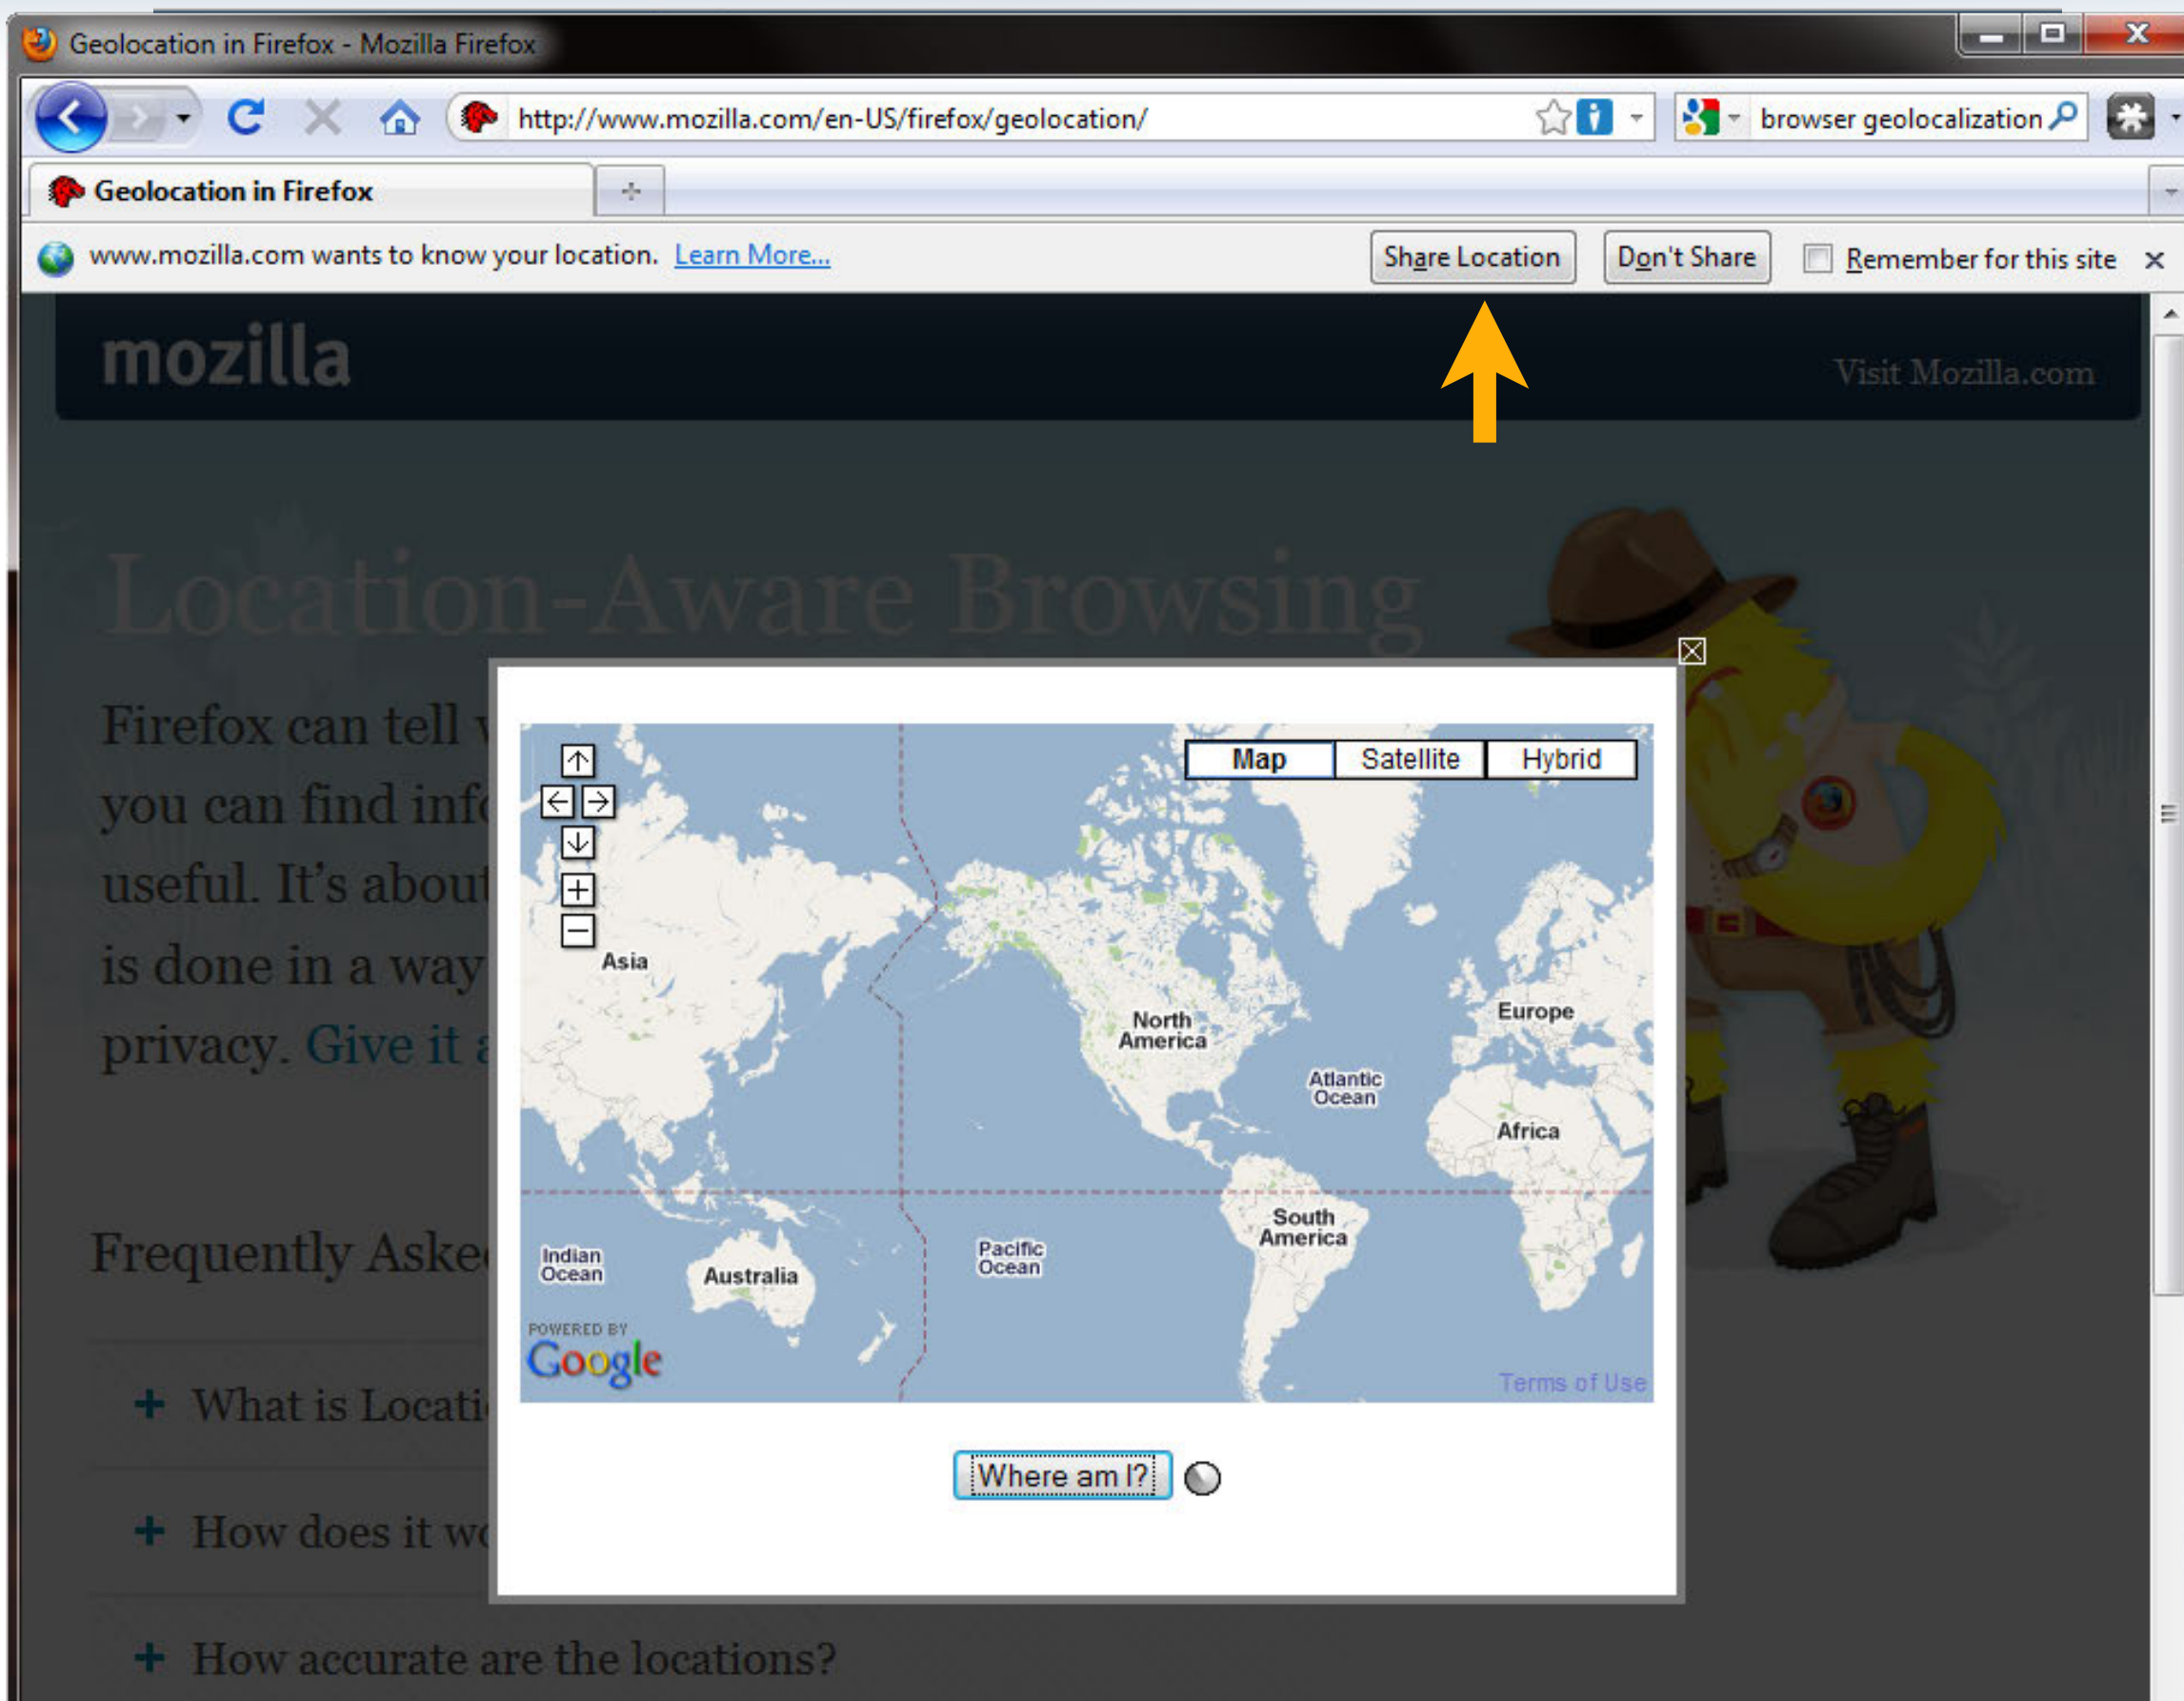 Geolocation in Firefox - Mozilla Firefox
http://www.mozilla.com/en-US/firefox/geolocation/
browser geolocalization
Geolocation in Firefox
www.mozilla.com wants to know your location. Learn More...
Share Location
Don't Share
Remember for this site
mozilla
Visit Mozilla.com
Location-Aware Browsing
Firefox can tell
you can find
useful. It's about
is done in a way
privacy. Give it
Map
Satellite
Hybrid
Asia
North
America
Europe
Atlantic
Ocean
Africa
South
America
Indian
Ocean
Australia
Pacific
Ocean
POWERED BY
Google
Terms of Use
Where am I?
Frequently
+ What is
+ How does it
+ How accurate are the locations?